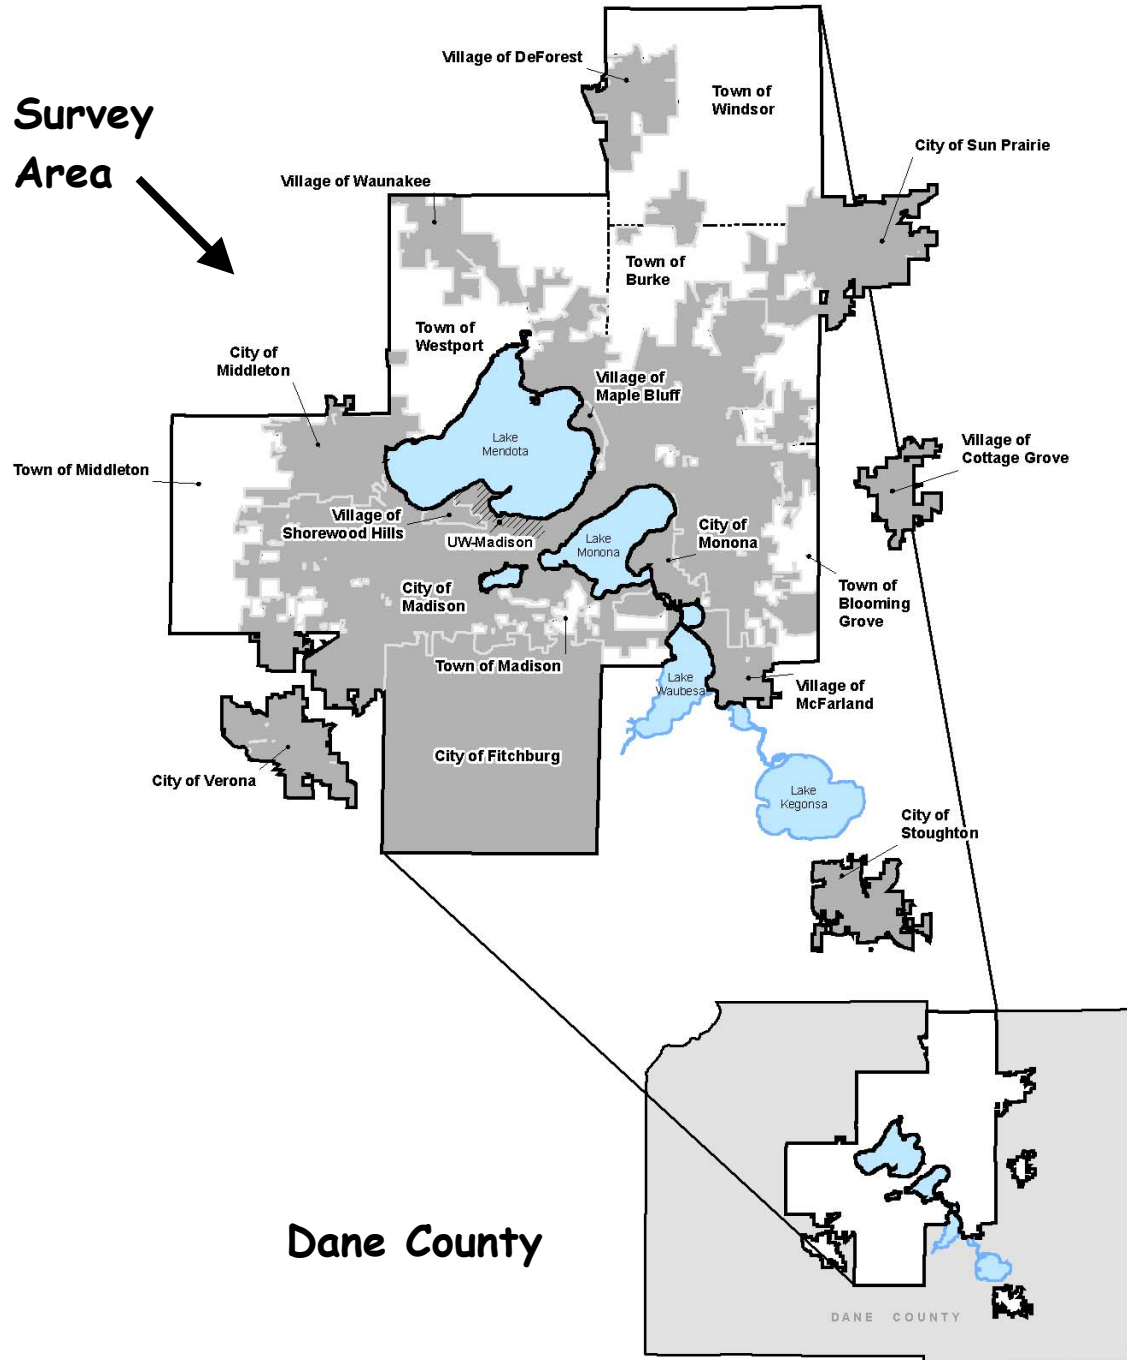 Village of DeForest
Town of
Windsor
Survey
Area
City of Sun Prairie
Village of Waunakee
Town of
Burke
Town of
Westport
City of
Middleton
Village of
Maple Bluff
Lake
Mendota
Village of
Cottage Grove
Town of Middleton
Village of
Shorewood Hills
UW-Madison
Lake
Monona
City of
Monona
City of
Madison
Town of
Blooming
Grove
Town of Madison
Lake
Waubesa
Village of
McFarland
City of Fitchburg
City of Verona
Lake
Kegonsa
City of
Stoughton
Dane County
DANE COUNTY